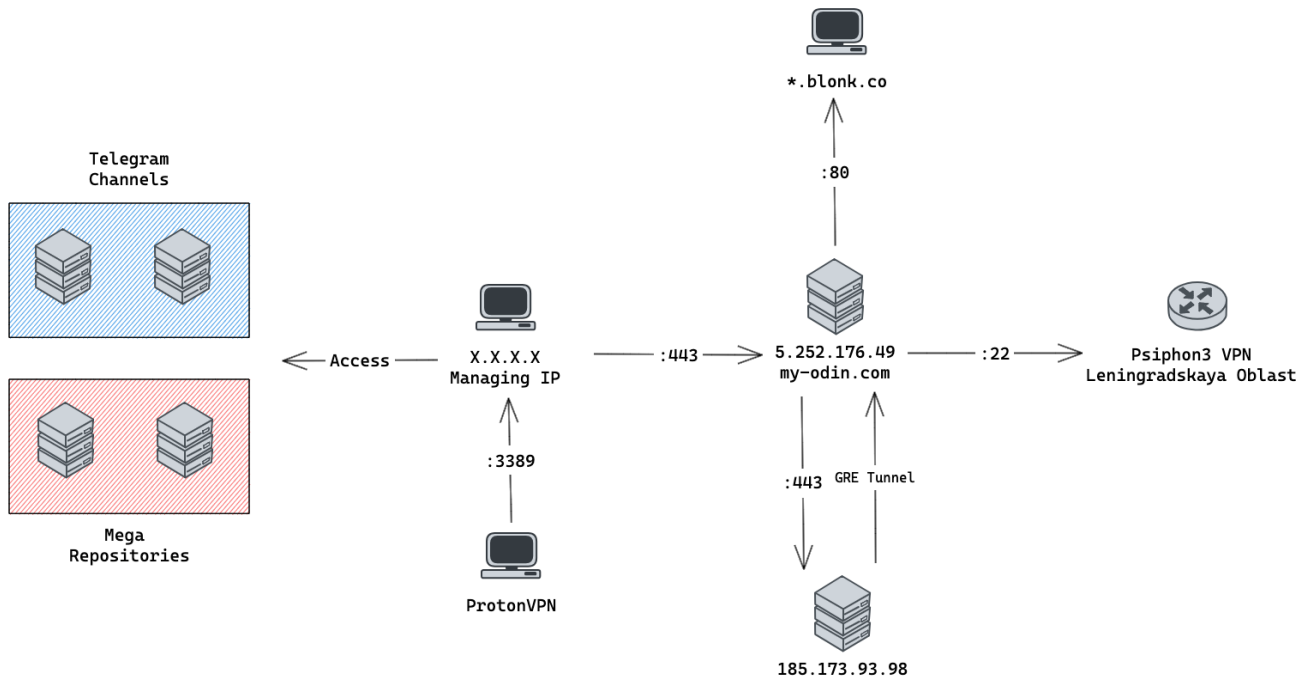 *.blonk.co
:80
Telegram
Channels
Mega
Repositories
Access
X.X.X.X
Managing IP
:3389
ProtonVPN
:443
5.252.176.49
my-odin.com
:22
Psiphon3 VPN
Leningradskaya Oblast
:443
GRE Tunnel
185.173.93.98